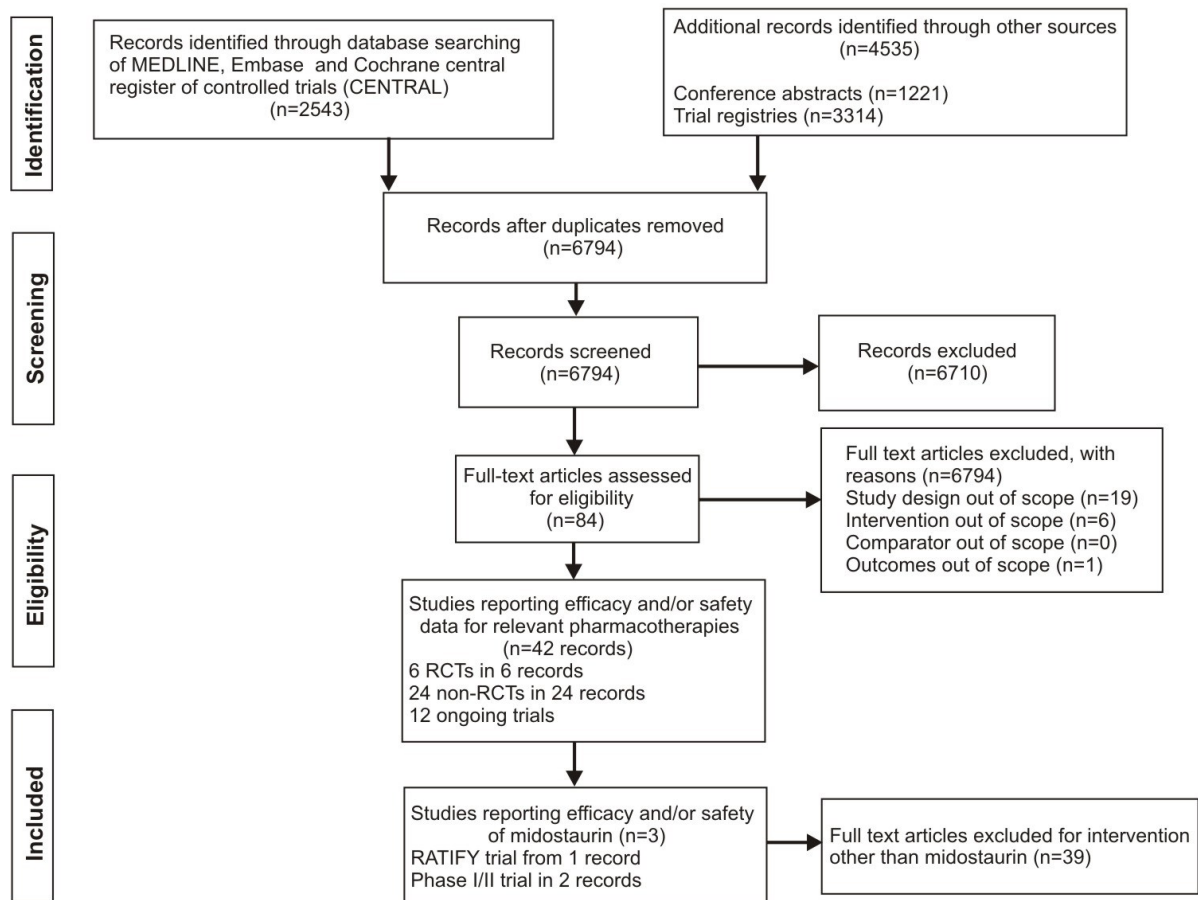 Identification
Records identified through database searching
of MEDLINE, Embase and Cochrane central
register of controlled trials (CENTRAL)
(n=2543)
Additional records identified through other sources
(n=4535)
Conference abstracts (n=1221)
Trial registries (n=3314)
Records after duplicates removed
(n=6794)
Screening
Records screened
(n=6794)
Records excluded
(n=6710)
Eligibility
Full-text articles assessed
for eligibility
(n=84)
Full text articles excluded, with
reasons (n=6794)
Study design out of scope (n=19)
Intervention out of scope (n=6)
Comparator out of scope (n=0)
Outcomes out of scope (n=1)
Studies reporting efficacy and/or safety
data for relevant pharmacotherapies
(n=42 records)
6 RCTs in 6 records
24 non-RCTs in 24 records
12 ongoing trials
Included
Studies reporting efficacy and/or safety
of midostaurin (n=3)
RATIFY trial from 1 record
Phase I/II trial in 2 records
Full text articles excluded for intervention
other than midostaurin (n=39)